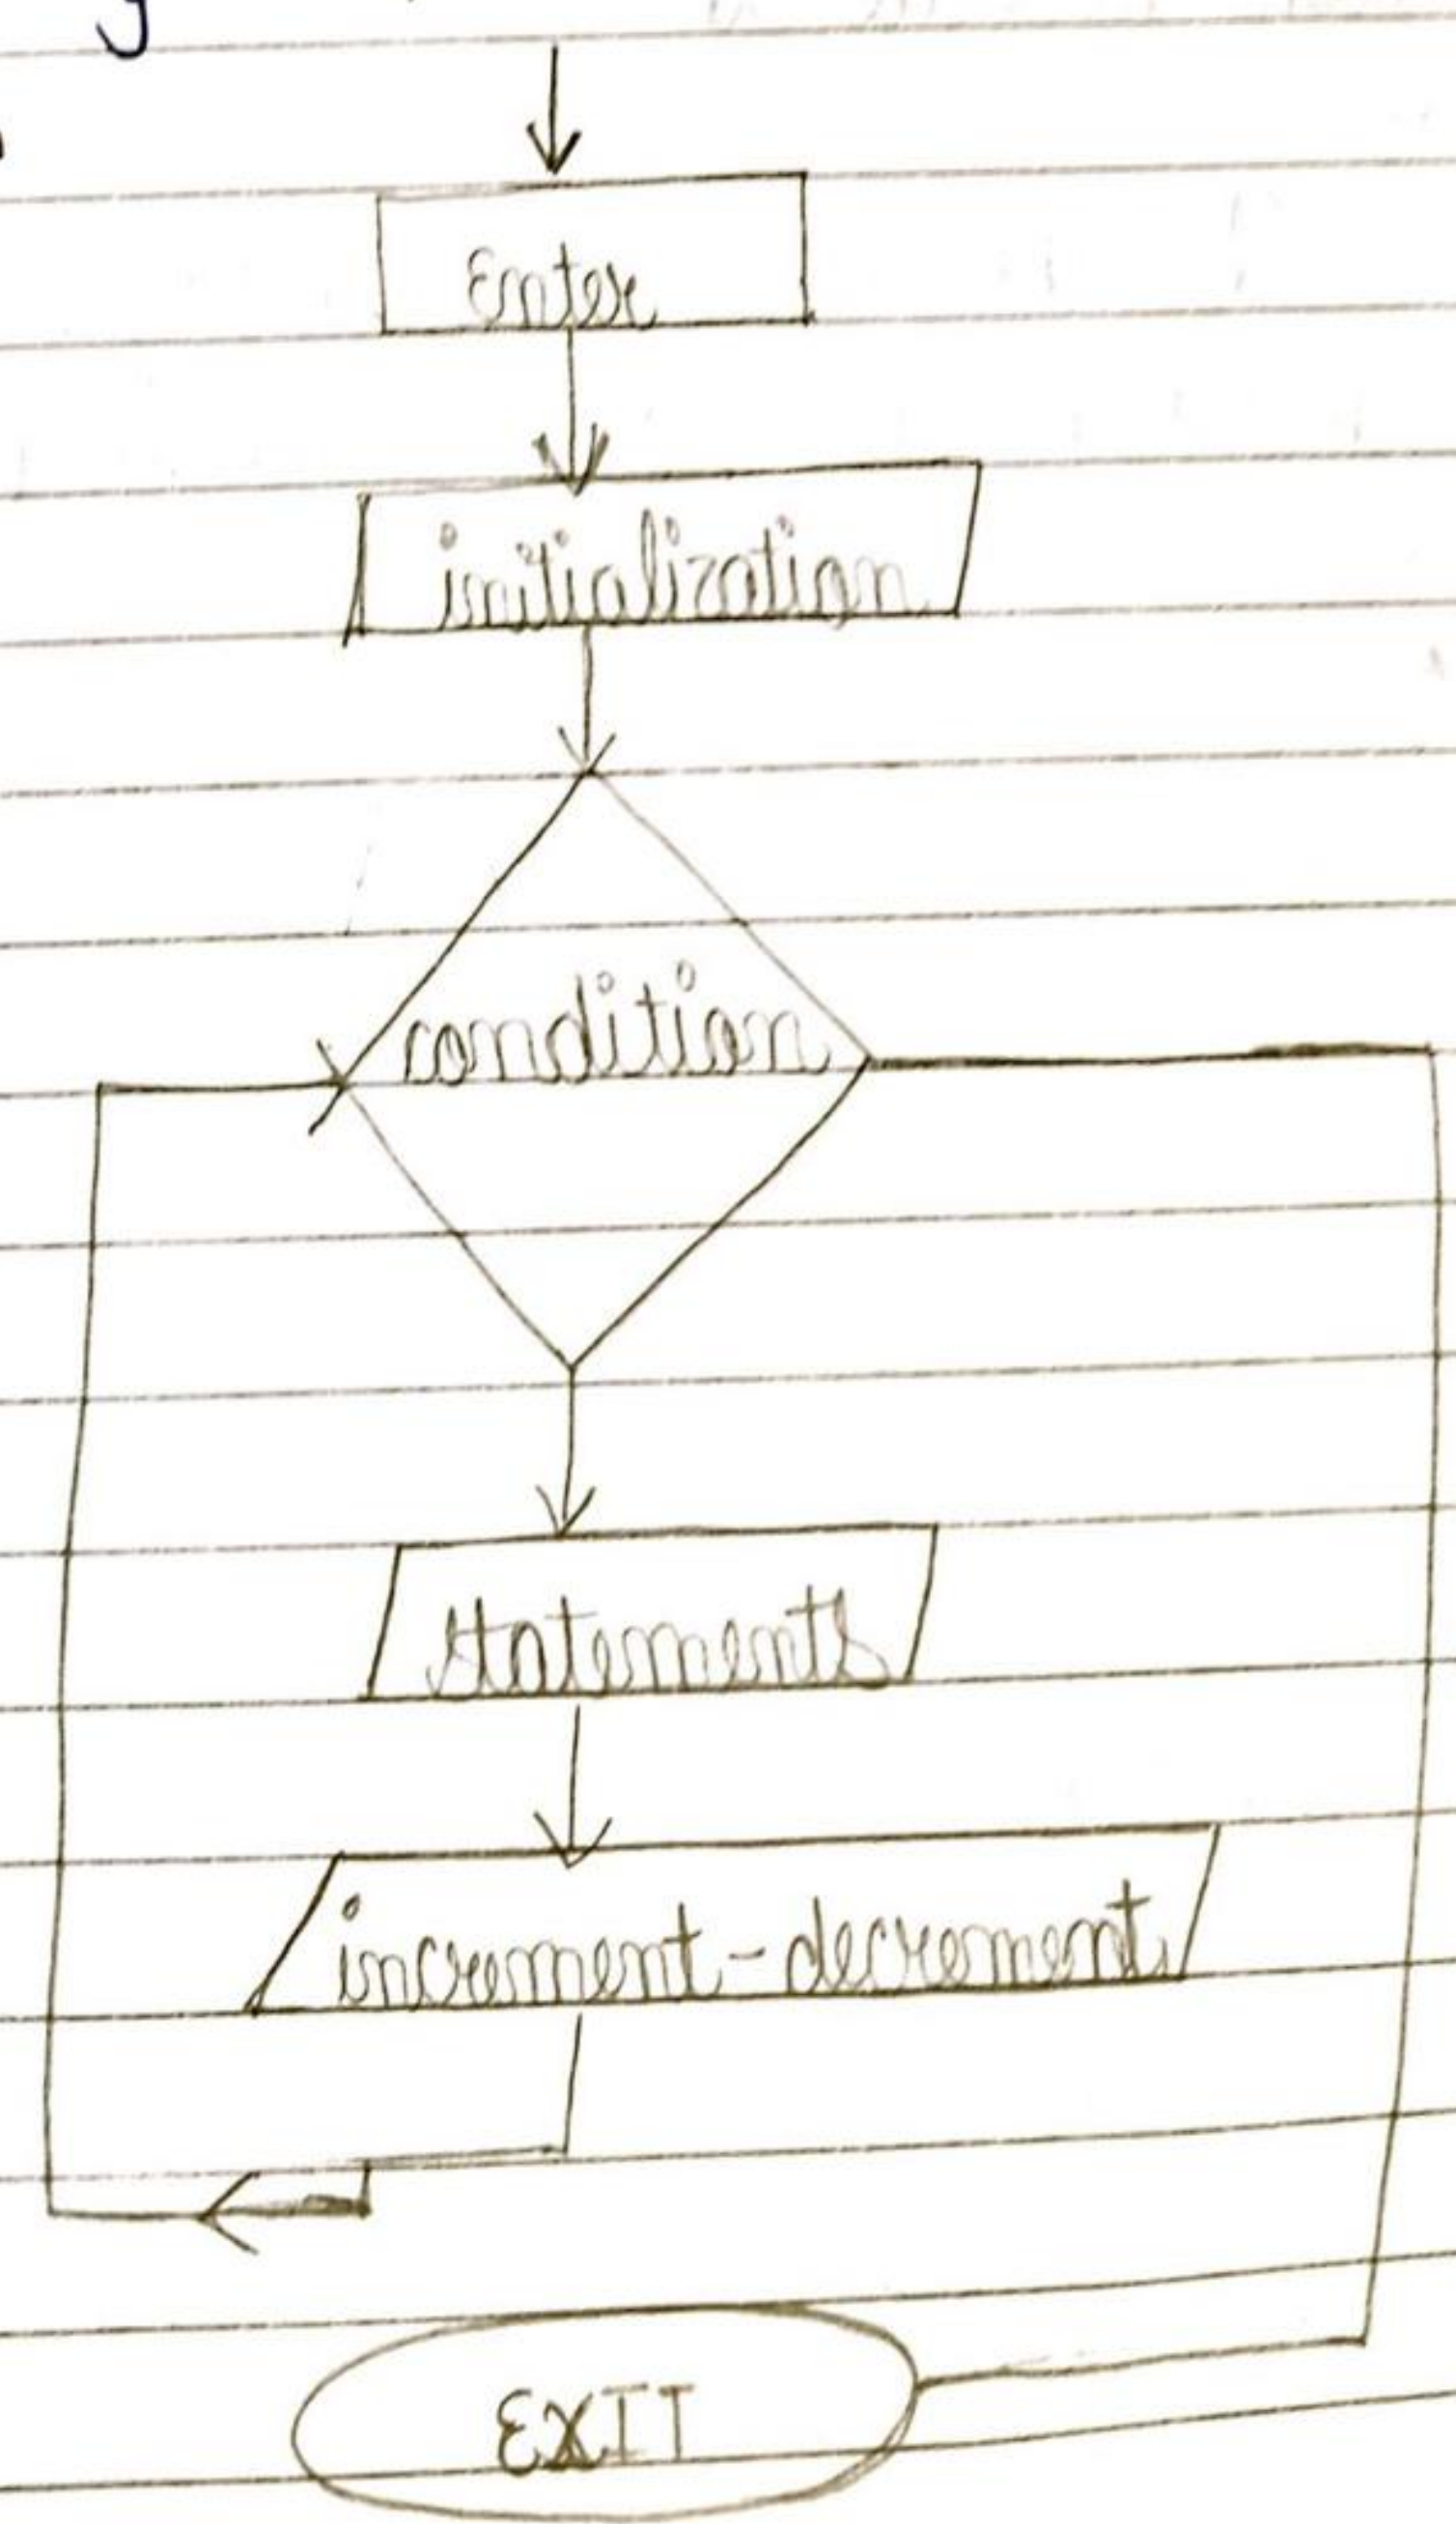 Enter
initialization
condition
statements
increment-decrement
EXIT